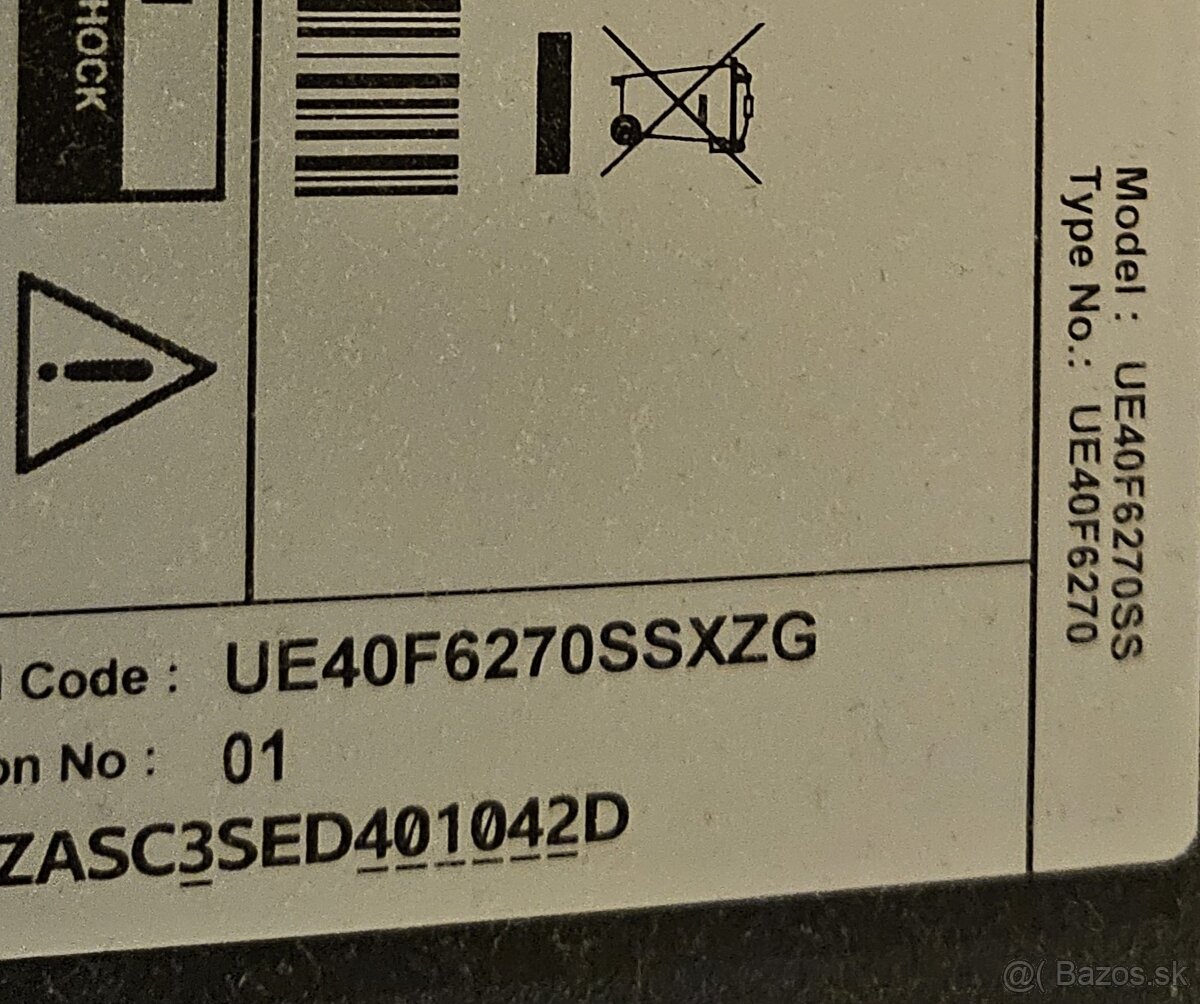 HOCK
Model : UE40F6270SS
Type No.: UE40F6270
Code : UE40F6270SSXZG
on No : 01
ZASC3SED401042D
@( Bazos.sk